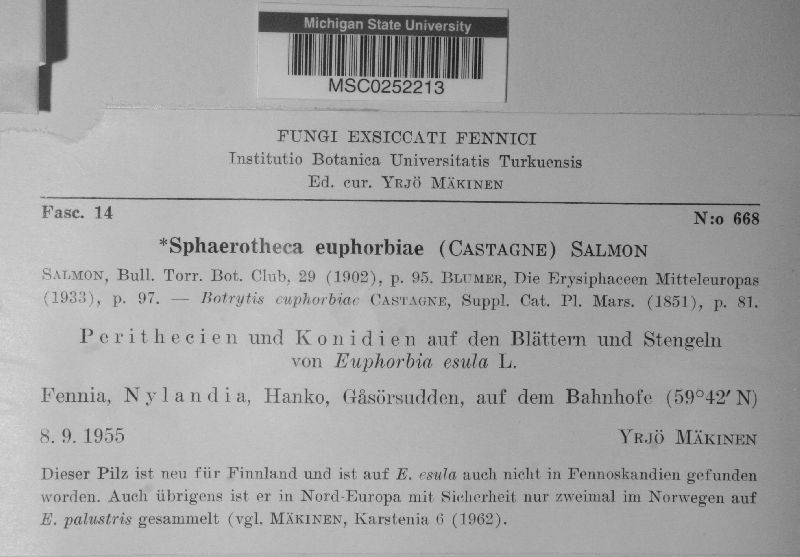 Michigan State University
MSC0252213
FUNGI EXSICCATI FENNICI
Institutio Botanica Universitatis Turkuensis
Ed. cur. YRJÖ MÄKINEN
Fasc. 14 N:o 668
*Sphaerotheca euphorbiae (CASTAGNE) SALMON
SALMON, Bull. Torr. Bot. Club, 29 (1902), p. 95. BLUMER, Die Erysiphaceen Mitteleuropas
(1933), p. 97. — Botrytis euphorbiae CASTAGNE, Suppl. Cat. Pl. Mars. (1851), p. 81.
Perithecien und Konidien auf den Blättern und Stengeln
von Euphorbia esula L.
Fennia, Nylandia, Hanko, Gåsörsudden, auf dem Bahnhofe (59°42′ N)
8. 9. 1955 YRJÖ MÄKINEN
Dieser Pilz ist neu für Finnland und ist auf E. esula auch nicht in Fennoskandien gefunden
worden. Auch übrigens ist er in Nord-Europa mit Sicherheit nur zweimal im Norwegen auf
E. palustris gesammelt (vgl. MÄKINEN, Karstenia 6 (1962).